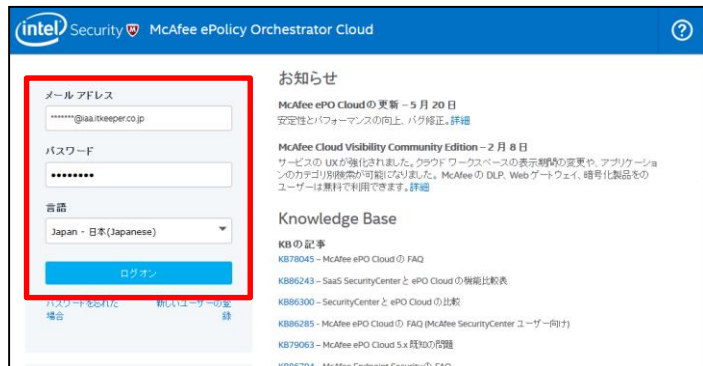 intel Security McAfee ePolicy Orchestrator Cloud
メール アドレス
*******@iaa.itkeeper.co.jp
パスワード
••••••••
言語
Japan - 日本(Japanese)
ログオン
パスワードを忘れた
場合
新しいユーザーの登
録
お知らせ
McAfee ePO Cloud の 更新 – 5 月 20 日
安定性とパフォーマンスの向上、バグ修正。詳細
McAfee Cloud Visibility Community Edition – 2 月 8 日
サービスの UXが強化されました。クラウド ワークスペースの表示期間の変更や、アプリケーショ
ンのカテゴリ別検索が可能になりました。 McAfee の DLP、Web ゲートウェイ、暗号化製品をの
ユーザーは無料で利用できます。詳細
Knowledge Base
KB の 記事
KB78045 – McAfee ePO Cloud の FAQ
KB86243 – SaaS SecurityCenter と ePO Cloud の機能比較表
KB86300 – SecurityCenter と ePO Cloud の比較
KB86285 - McAfee ePO Cloud の FAQ (McAfee SecurityCenter ユーザー向け)
KB79063 – McAfee ePO Cloud 5.x 既知の問題
KB86704 – McAfee Endpoint Security の FAQ